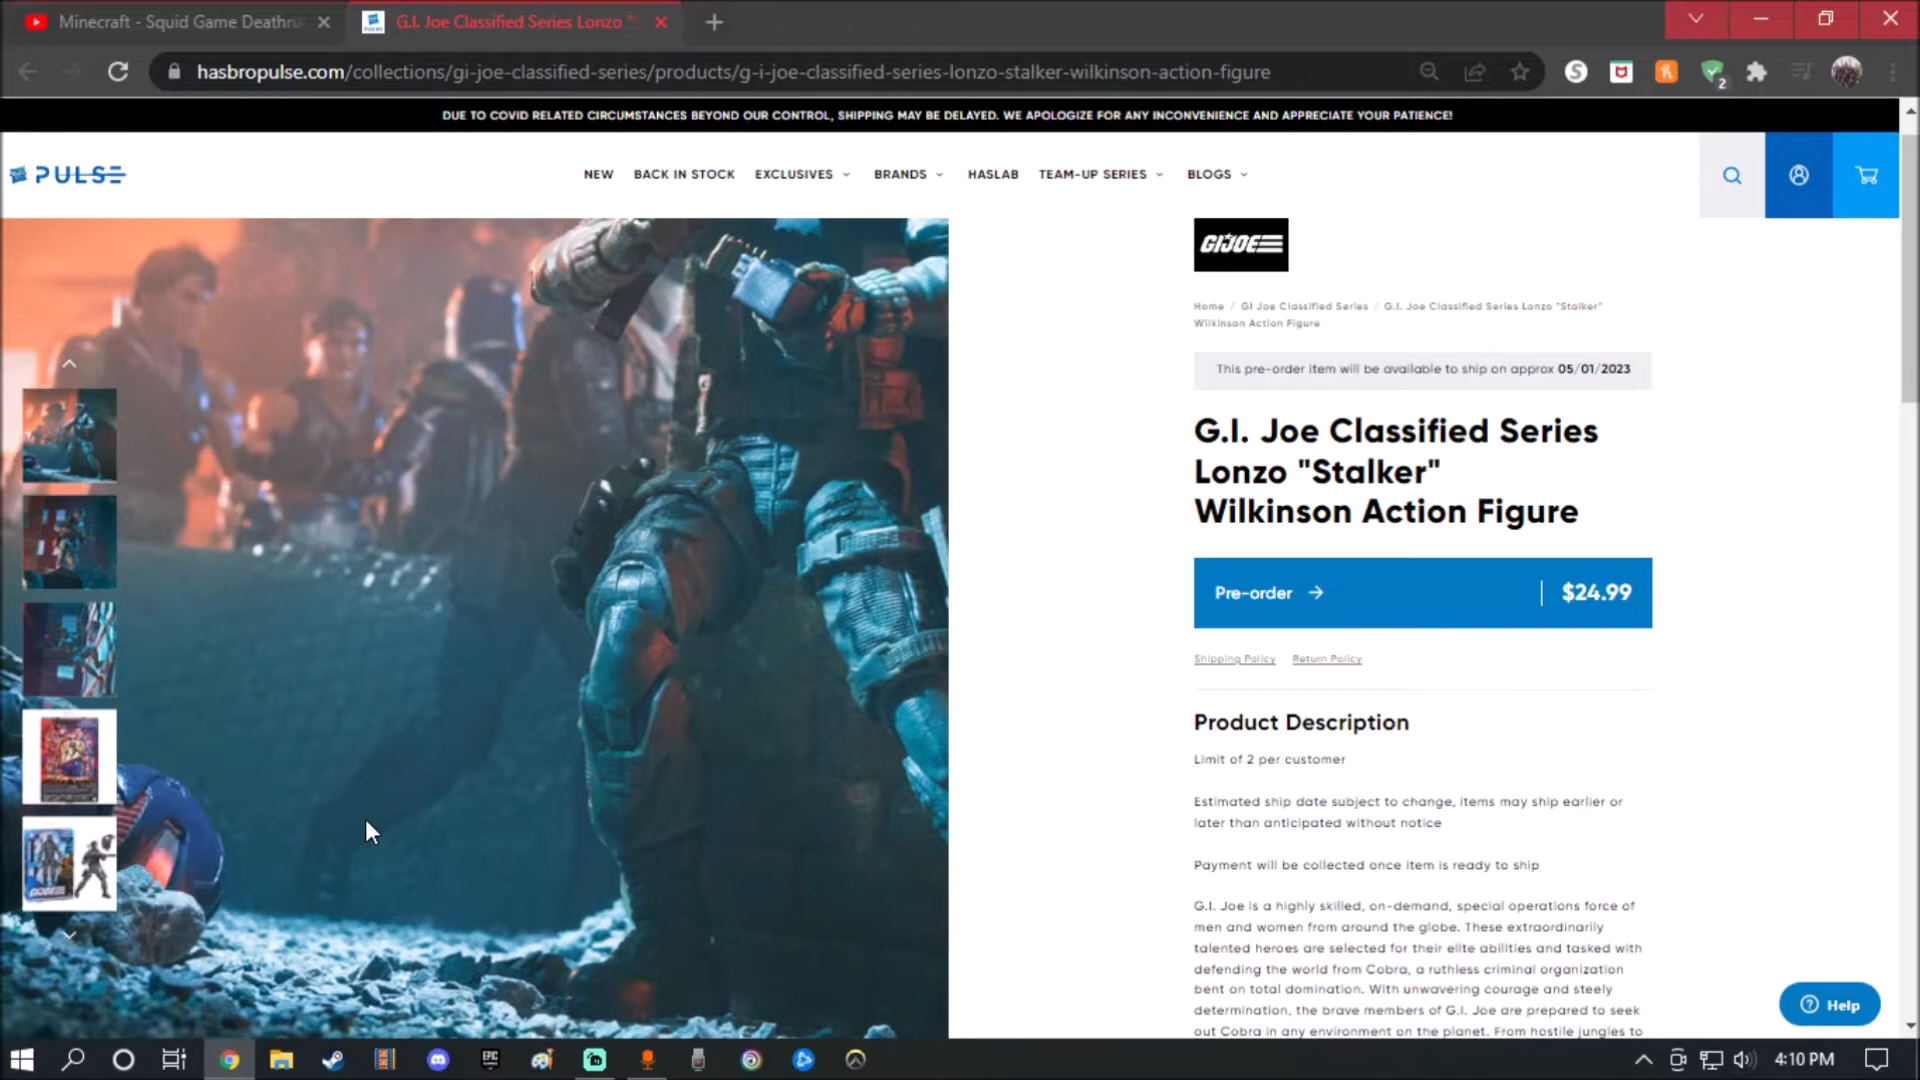 Minecraft - Squid Game Deathru
G.I. Joe Classified Series Lonzo "
hasbropulse.com/collections/gi-joe-classified-series/products/g-i-joe-classified-series-lonzo-stalker-wilkinson-action-figure
2
DUE TO COVID RELATED CIRCUMSTANCES BEYOND OUR CONTROL, SHIPPING MAY BE DELAYED. WE APOLOGIZE FOR ANY INCONVENIENCE AND APPRECIATE YOUR PATIENCE!
PULSE
NEW BACK IN STOCK EXCLUSIVES BRANDS HASLAB TEAM-UP SERIES BLOGS
GI JOE
Home / GI Joe Classified Series / G.I. Joe Classified Series Lonzo "Stalker"
Wilkinson Action Figure
This pre-order item will be available to ship on approx 05/01/2023
G.I. Joe Classified Series
Lonzo "Stalker"
Wilkinson Action Figure
Pre-order → $24.99
Shipping Policy Return Policy
Product Description
Limit of 2 per customer
Estimated ship date subject to change, items may ship earlier or
later than anticipated without notice
Payment will be collected once item is ready to ship
G.I. Joe is a highly skilled, on-demand, special operations force of
men and women from around the globe. These extraordinarily
talented heroes are selected for their elite abilities and tasked with
defending the world from Cobra, a ruthless criminal organization
bent on total domination. With unwavering courage and steely
determination, the brave members of G.I. Joe are prepared to seek
out Cobra in any environment on the planet. From hostile jungles to
Help
EPIC
4:10 PM